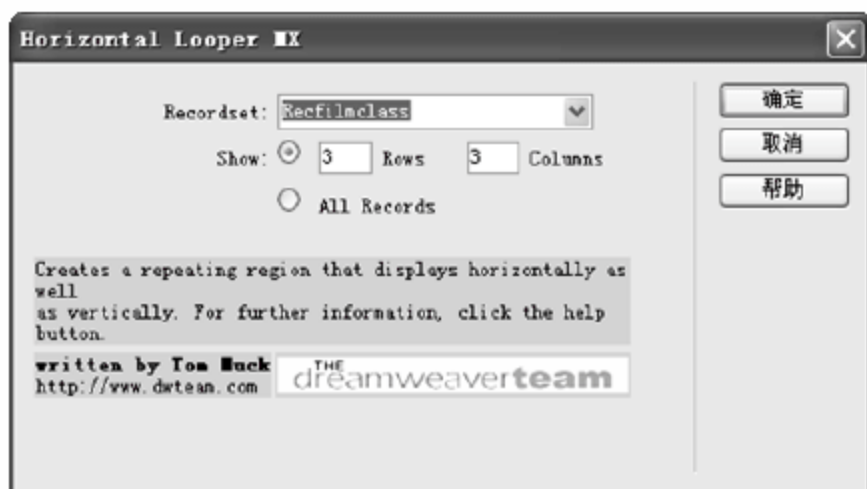 Horizontal Looper MX
Recordset: Recfilmclass
Show: 3 Rows 3 Columns
All Records
确定
取消
帮助
Creates a repeating region that displays horizontally as
well
as vertically. For further information, click the help
button.
written by Tom Muck
http://www.dwteam.com
THE
dreamweaverteam